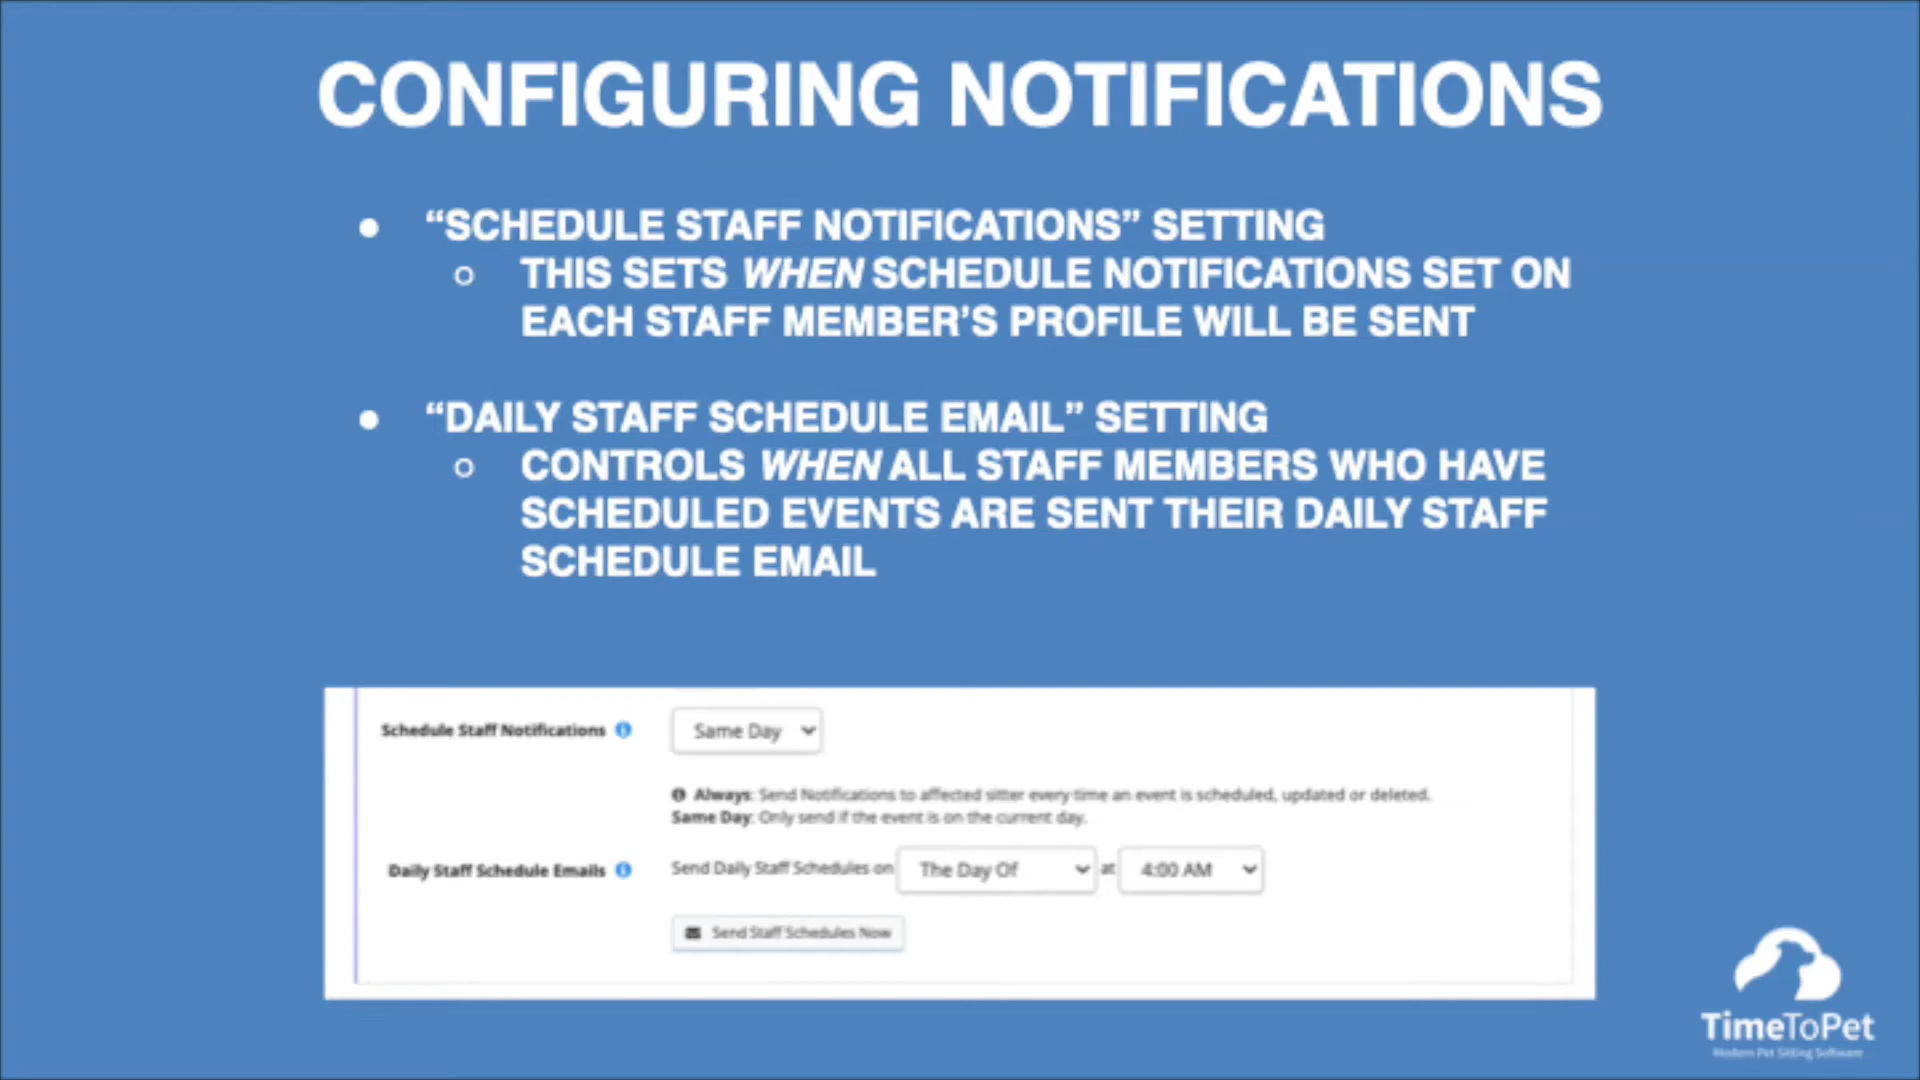 CONFIGURING NOTIFICATIONS
● “SCHEDULE STAFF NOTIFICATIONS” SETTING
○ THIS SETS WHEN SCHEDULE NOTIFICATIONS SET ON
EACH STAFF MEMBER’S PROFILE WILL BE SENT
● “DAILY STAFF SCHEDULE EMAIL” SETTING
○ CONTROLS WHEN ALL STAFF MEMBERS WHO HAVE
SCHEDULED EVENTS ARE SENT THEIR DAILY STAFF
SCHEDULE EMAIL
Schedule Staff Notifications Same Day
Always: Send Notifications to affected sitter every time an event is scheduled, updated or deleted.
Same Day: Only send if the event is on the current day.
Daily Staff Schedule Emails Send Daily Staff Schedules on The Day Of at 4:00 AM
Send Staff Schedules Now
TimeToPet
Modern Pet Sitting Software